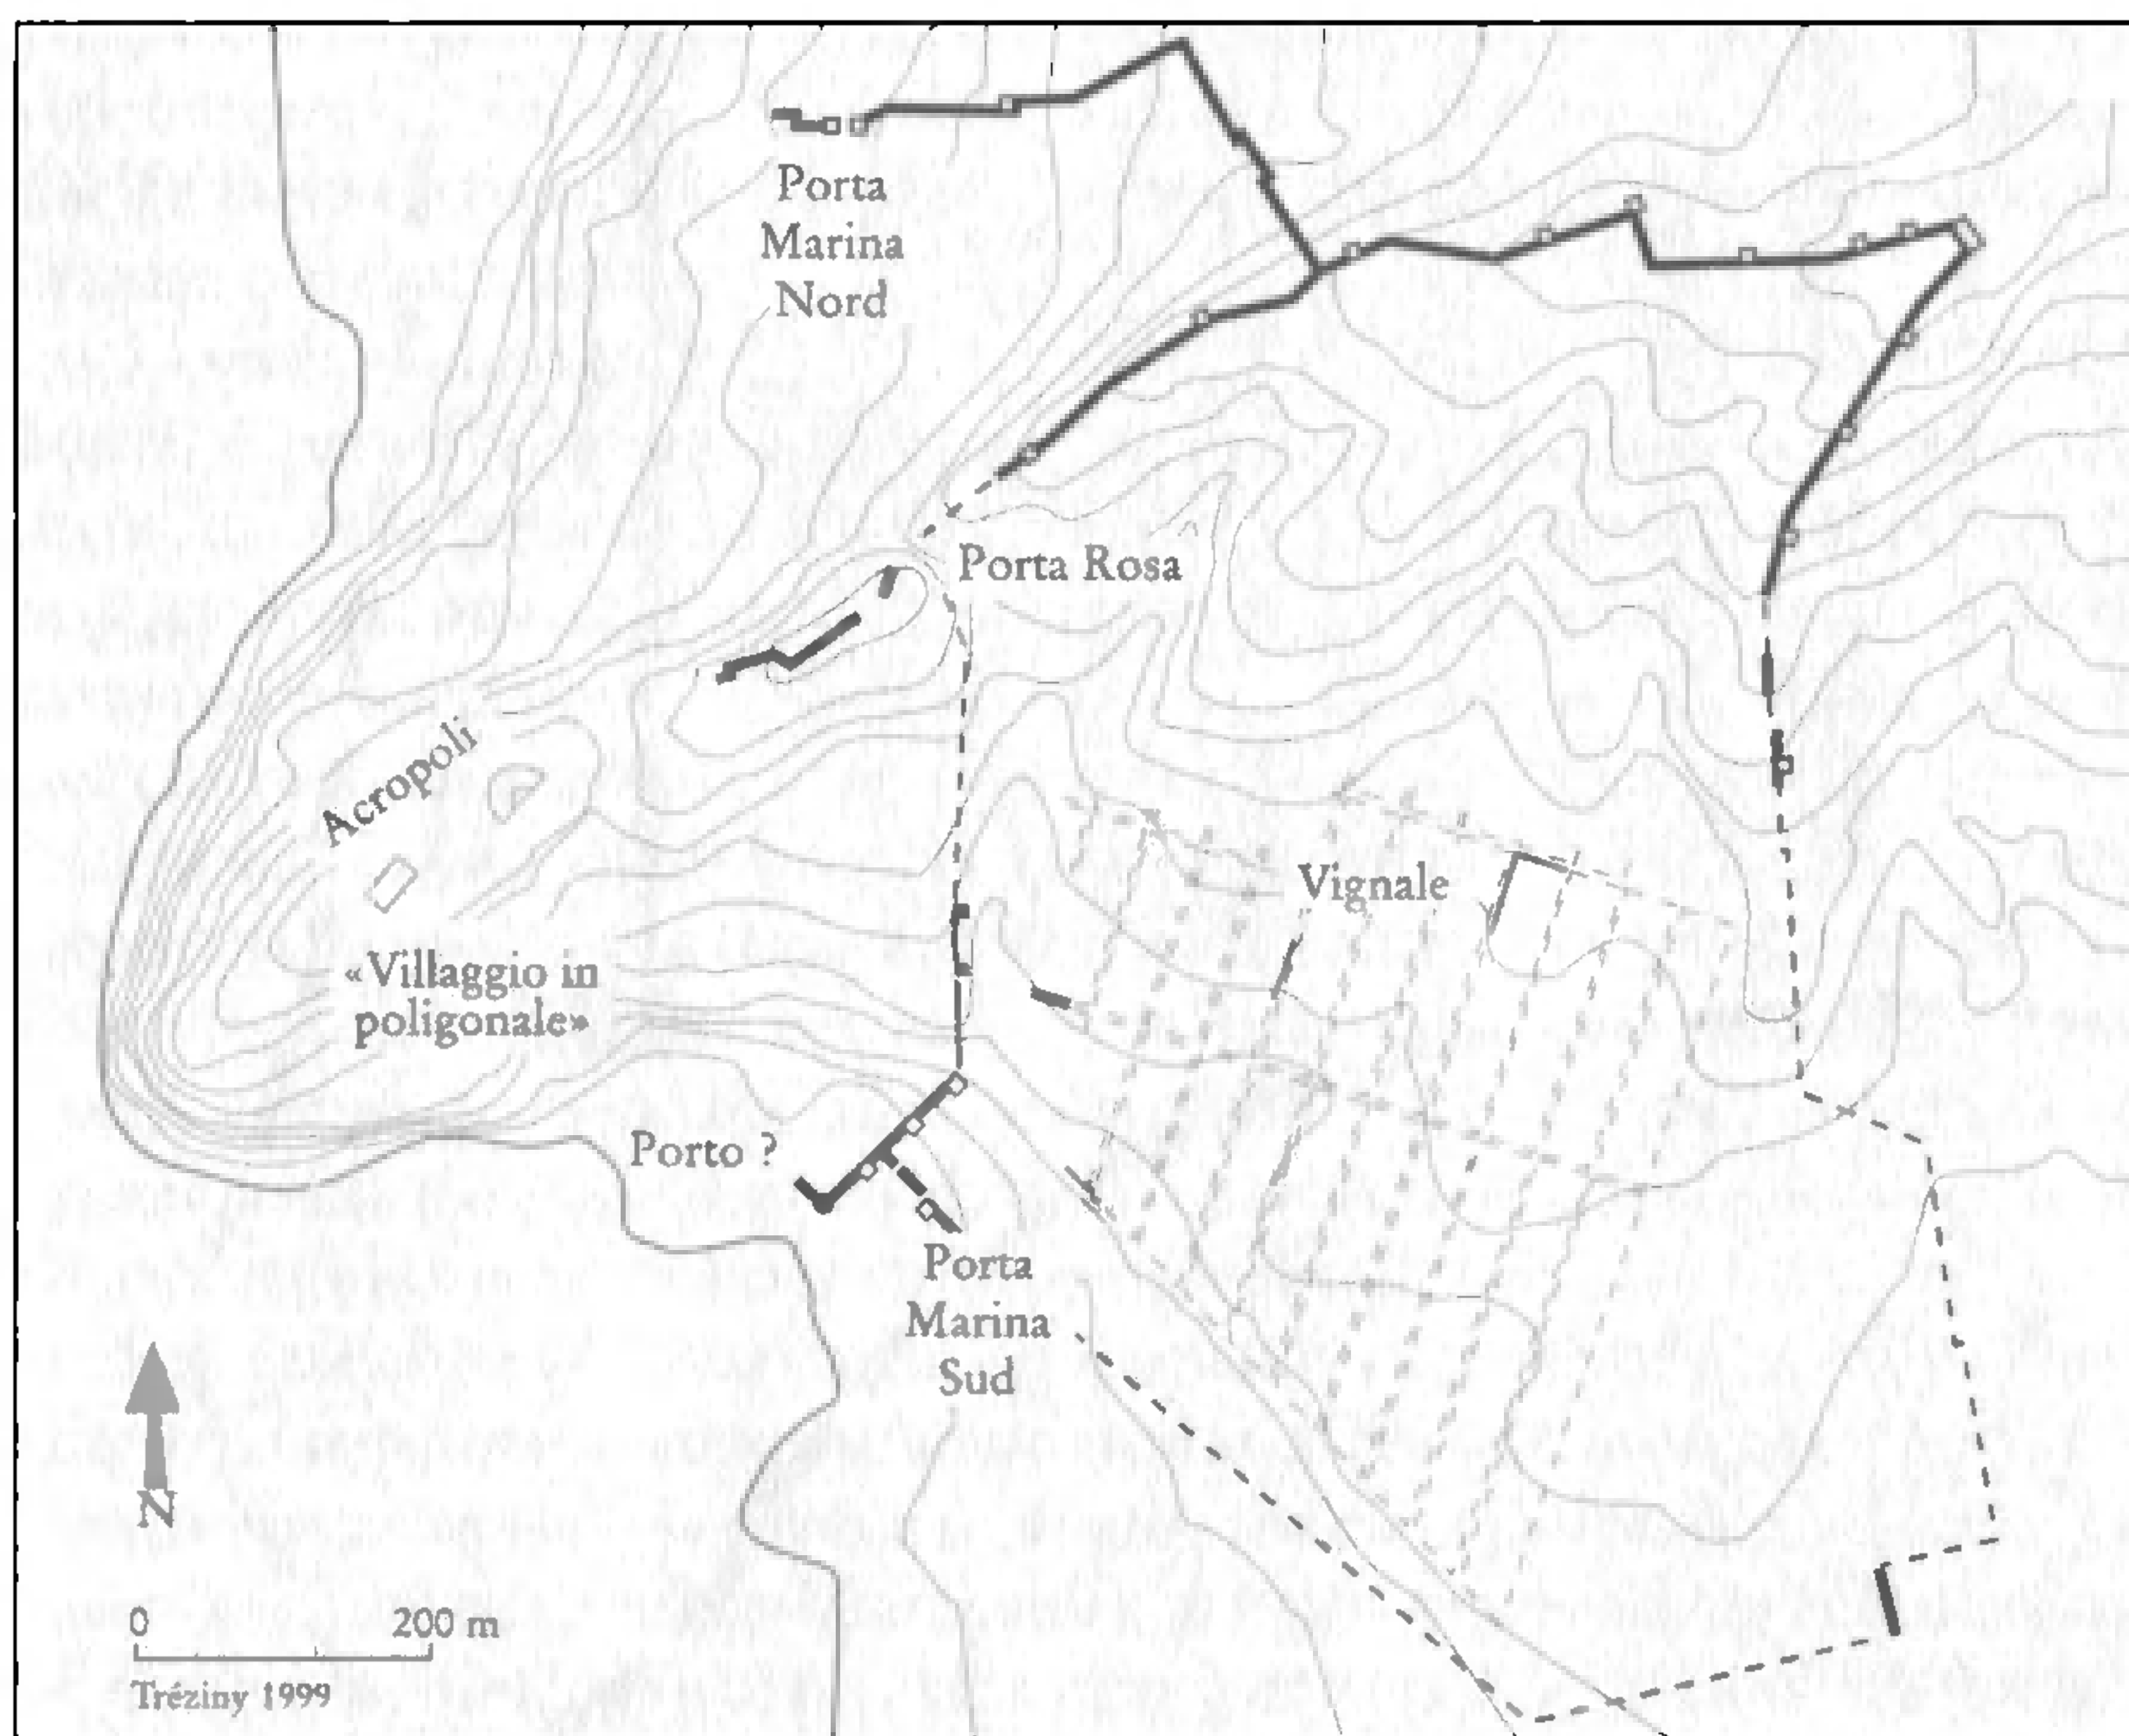 Porta
Marina
Nord
Porta Rosa
Acropoli
Vignale
«Villaggio in
poligonale»
Porto ?
Porta
Marina
Sud
N
0 200 m
Tréziny 1999